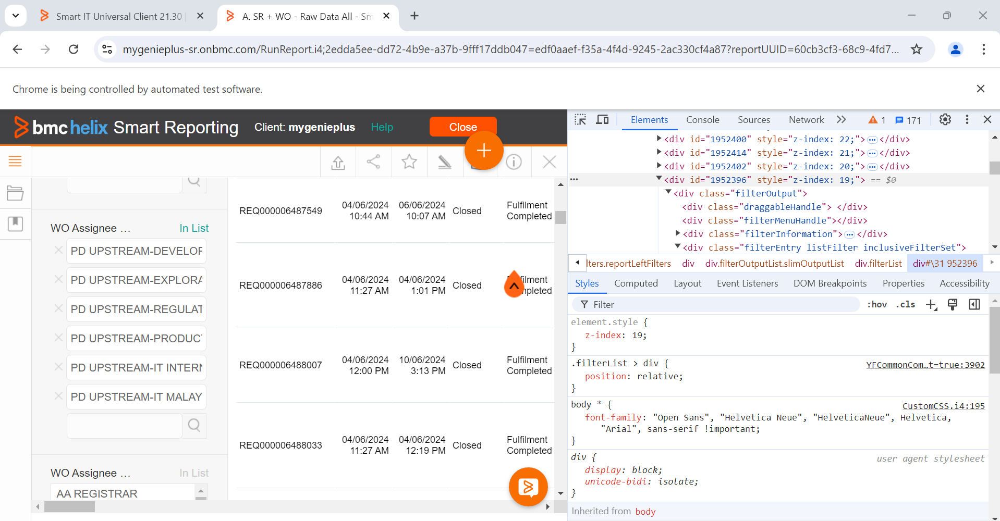 Smart IT Universal Client 21.30
A. SR + WO - Raw Data All - Sm
mygenieplus-sr.onbmc.com/RunReport.i4;2edda5ee-dd72-4b9e-a37b-9fff17ddb047=edf0aaef-f35a-4f4d-9245-2ac330cf4a87?reportUUID=60cb3cf3-68c9-4fd7...
Chrome is being controlled by automated test software.
bmc helix Smart Reporting
Client: mygenieplus
Help
Close
WO Assignee ...
In List
PD UPSTREAM-DEVELOP
PD UPSTREAM-EXPLORA
PD UPSTREAM-REGULAT
PD UPSTREAM-PRODUC
PD UPSTREAM-IT INTERN
PD UPSTREAM-IT MALAY
WO Assignee ...
In List
AA REGISTRAR
REQ000006487549
04/06/2024
10:44 AM
06/06/2024
10:07 AM
Closed
Fulfilment
Completed
REQ000006487886
04/06/2024
11:27 AM
04/06/2024
1:01 PM
Closed
filment
mpleted
REQ000006488007
04/06/2024
12:00 PM
10/06/2024
3:13 PM
Closed
Fulfilment
Completed
REQ000006488033
04/06/2024
11:27 AM
04/06/2024
12:19 PM
Closed
Fulfilment
Completed
Elements
Console
Sources
Network
1
171
<div id="1952400" style="z-index: 22;"> … </div>
<div id="1952414" style="z-index: 21;"> … </div>
<div id="1952402" style="z-index: 20;"> … </div>
<div id="1952396" style="z-index: 19;"> == $0
<div class="filterOutput">
<div class="draggableHandle"> </div>
<div class="filterMenuHandle"></div>
<div class="filterInformation"> … </div>
<div class="filterEntry listFilter inclusiveFilterSet">
lters.reportLeftFilters
div
div.filterOutputList.slimOutputList
div.filterList
div#\31 952396
Styles
Computed
Layout
Event Listeners
DOM Breakpoints
Properties
Accessibility
Filter
:hov
.cls
element.style {
z-index: 19;
}
.filterList > div {
YFCommonCom…t=true:3902
position: relative;
}
body * {
CustomCSS.i4:195
font-family: "Open Sans", "Helvetica Neue", "HelveticaNeue", Helvetica,
"Arial", sans-serif !important;
}
div {
user agent stylesheet
display: block;
unicode-bidi: isolate;
}
Inherited from body